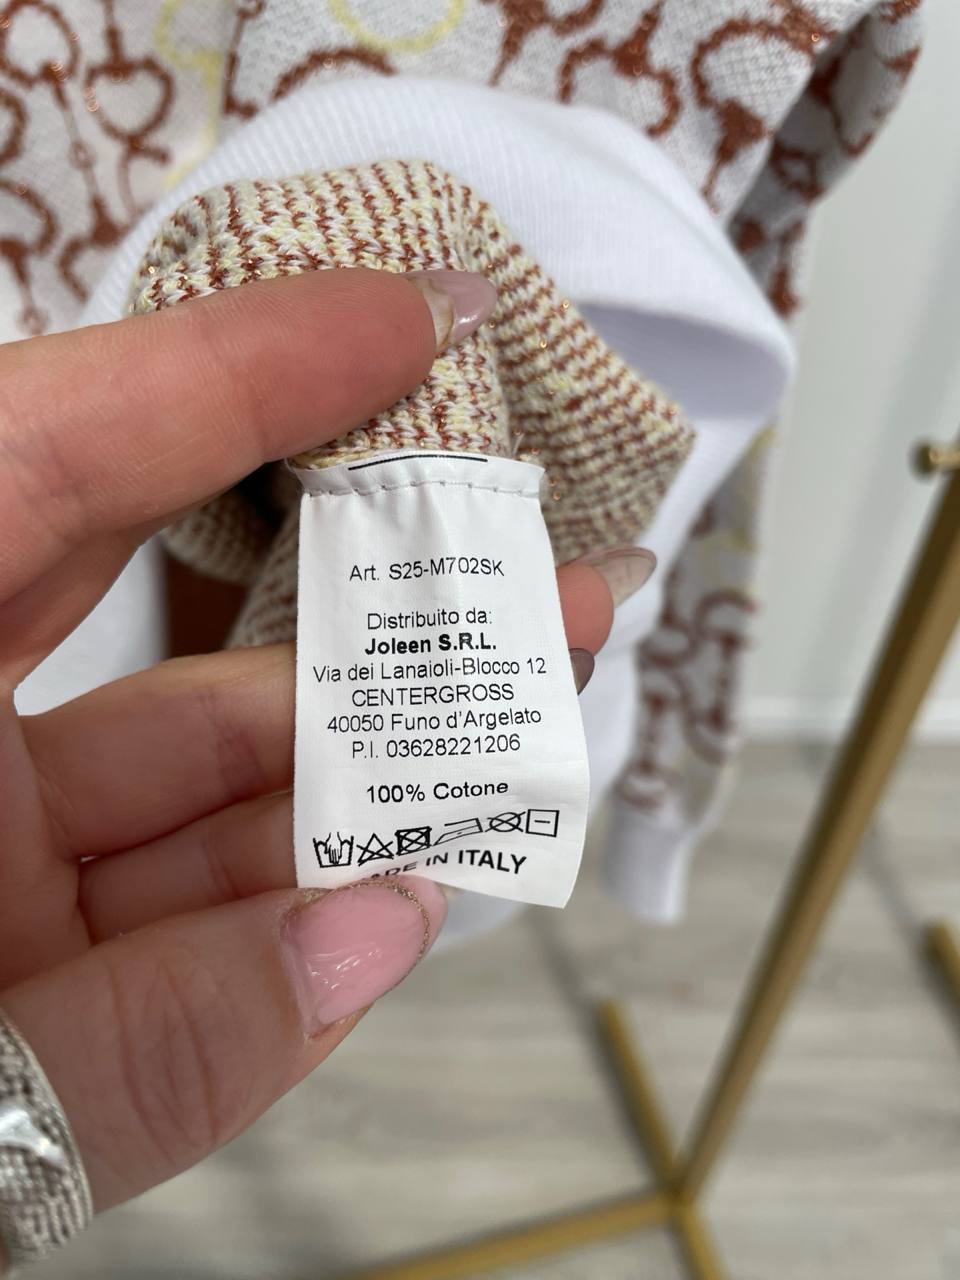 Art. S25-M702SK
Distribuito da:
Joleen S.R.L.
Via dei Lanaioli-Blocco 12
CENTERGROSS
40050 Funo d'Argelato
P.I. 03628221206
100% Cotone
IN ITALY